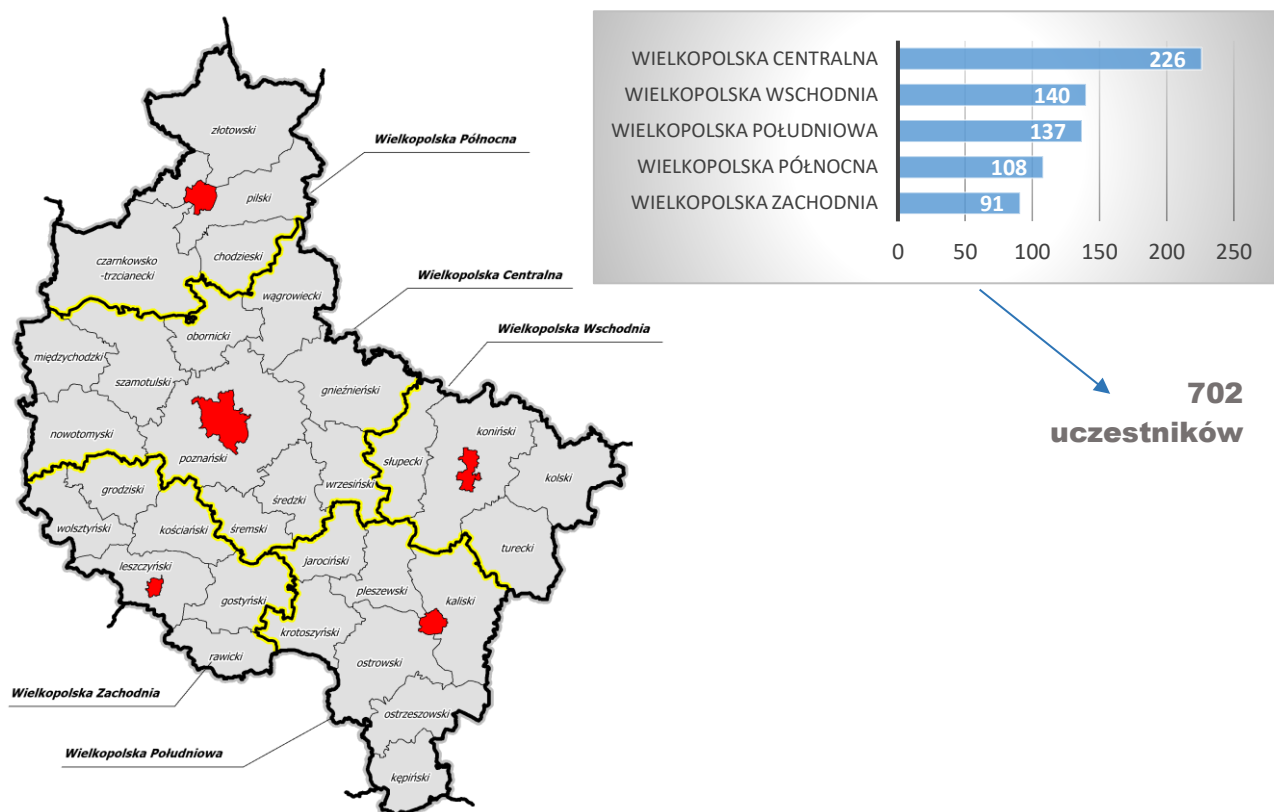 WIELKOPOLSKA CENTRALNA 226
WIELKOPOLSKA WSCHODNIA 140
WIELKOPOLSKA POŁUDNIOWA 137
WIELKOPOLSKA PÓŁNOCNA 108
WIELKOPOLSKA ZACHODNIA 91
0 50 100 150 200 250
702
uczestników
złotowski
Wielkopolska Północna
pilski
chodzieski
czarnkowsko
-trzcianecki
Wielkopolska Centralna
wągrowiecki
obornicki
Wielkopolska Wschodnia
międzychodzki
szamotulski
gnieźnieński
nowotomyski
poznański
koniński
słupecki
kolski
wrzesiński
grodziski
średzki
wolsztyński
kościański
śremski
turecki
jarociński
leszczyński
pleszewski
kaliski
gostyński
krotoszyński
rawicki
ostrowski
Wielkopolska Zachodnia
ostrzeszowski
Wielkopolska Południowa
kępiński